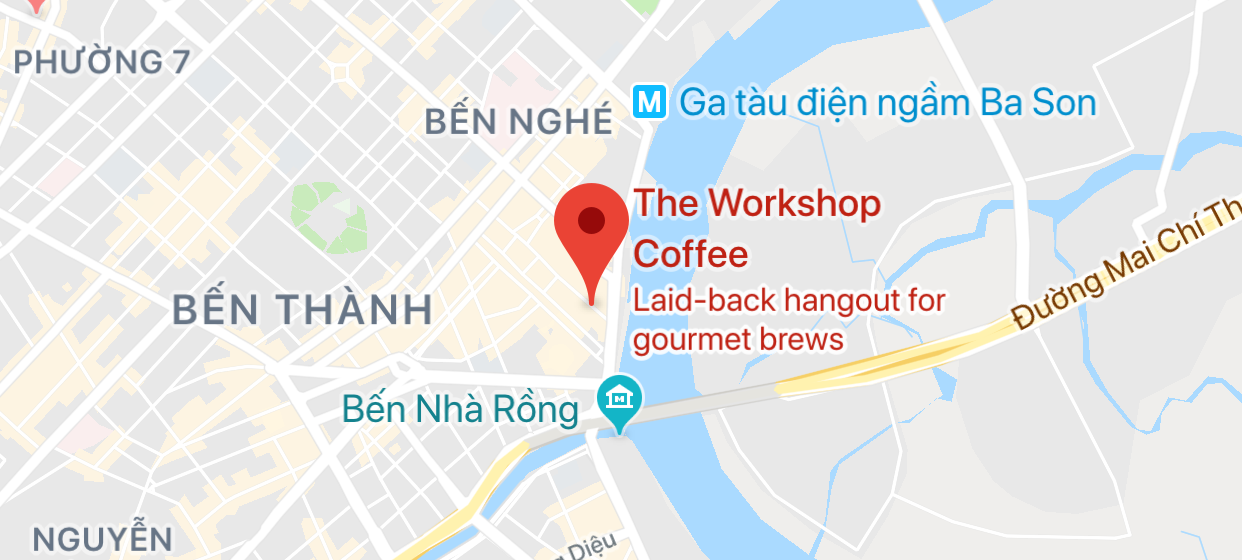 PHƯỜNG 7
BẾN NGHÉ
M Ga tàu điện ngầm Ba Son
The Workshop
Coffee
Laid-back hangout for
gourmet brews
Đường Mai Chí Th
BẾN THÀNH
Bến Nhà Rồng
NGUYỄN
Diệu